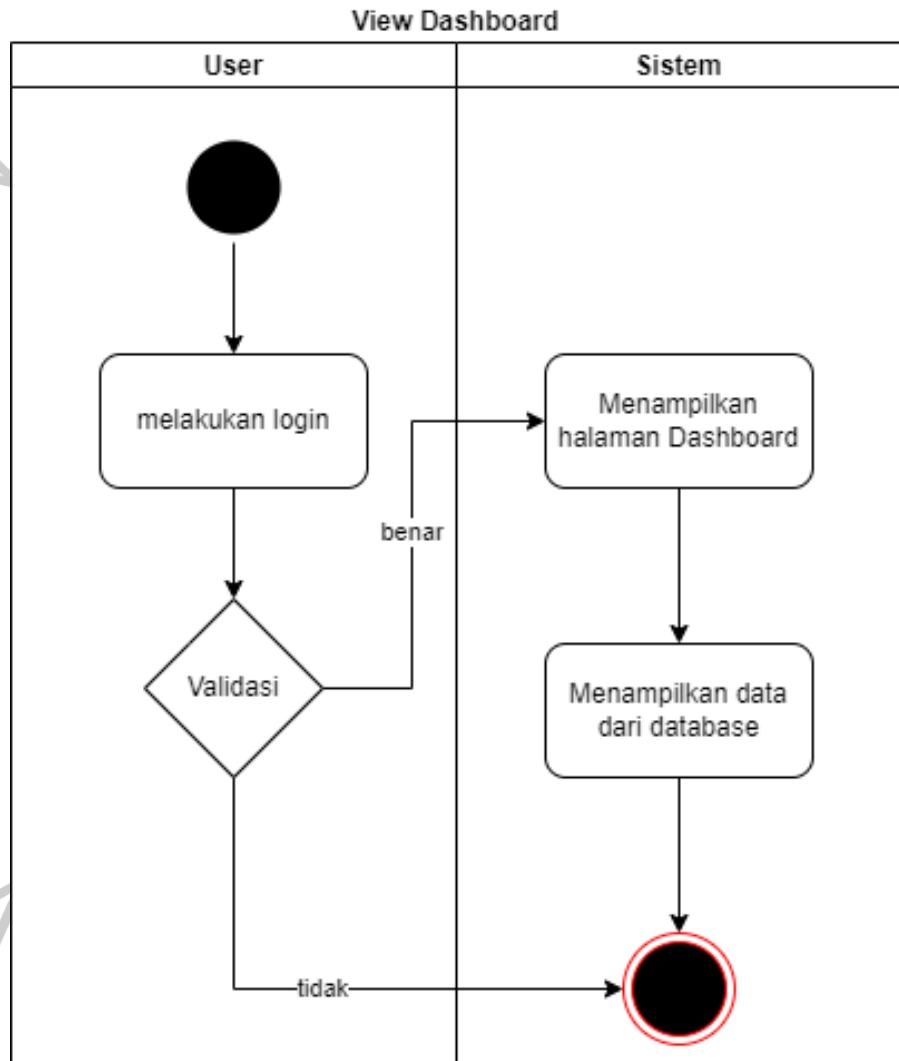 View Dashboard
User
Sistem
melakukan login
Menampilkan
halaman Dashboard
benar
Validasi
Menampilkan data
dari database
tidak